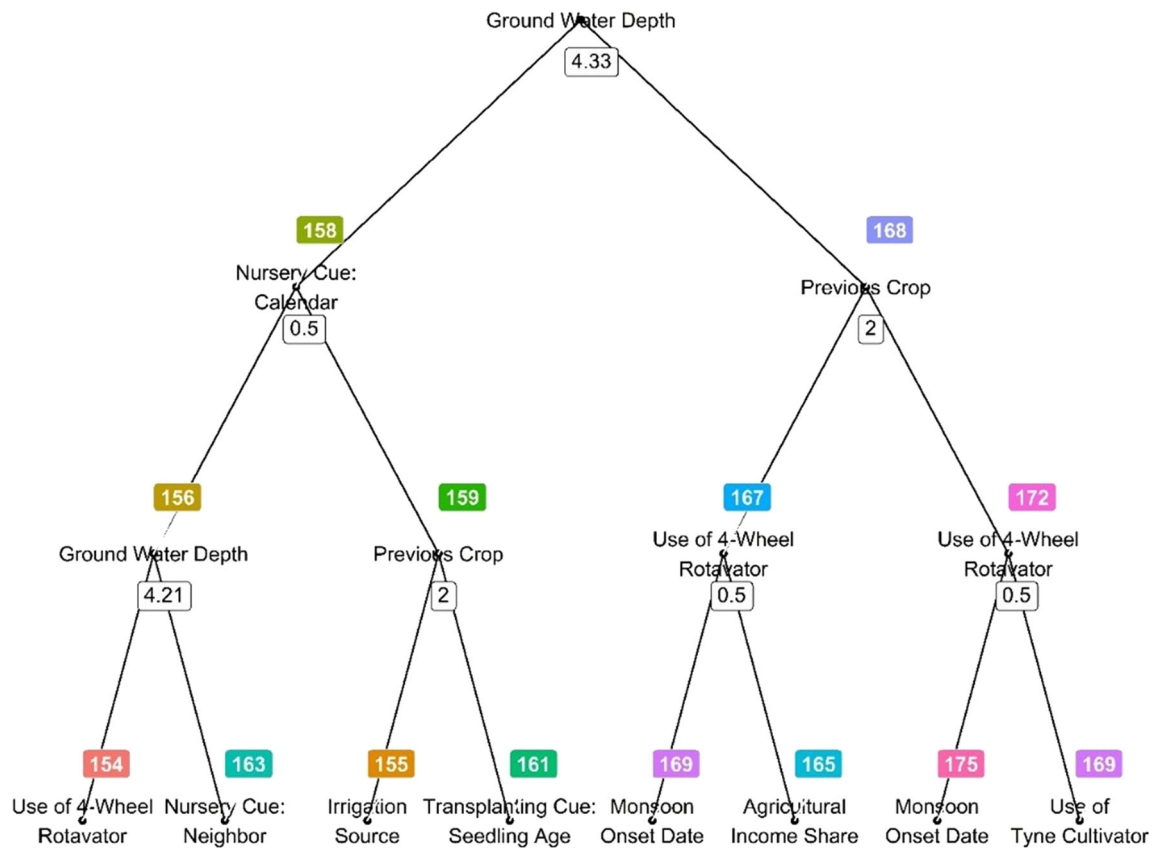 Ground Water Depth
4.33
158
168
Nursery Cue:
Calendar
Previous Crop
0.5
2
156
159
167
172
Ground Water Depth
Previous Crop
Use of 4-Wheel
Rotavator
Use of 4-Wheel
Rotavator
4.21
2
0.5
0.5
154
163
155
161
169
165
175
169
Use of 4-Wheel
Rotavator
Nursery Cue:
Neighbor
Irrigation
Source
Transplanting Cue:
Seedling Age
Monsoon
Onset Date
Agricultural
Income Share
Monsoon
Onset Date
Use of
Tyne Cultivator